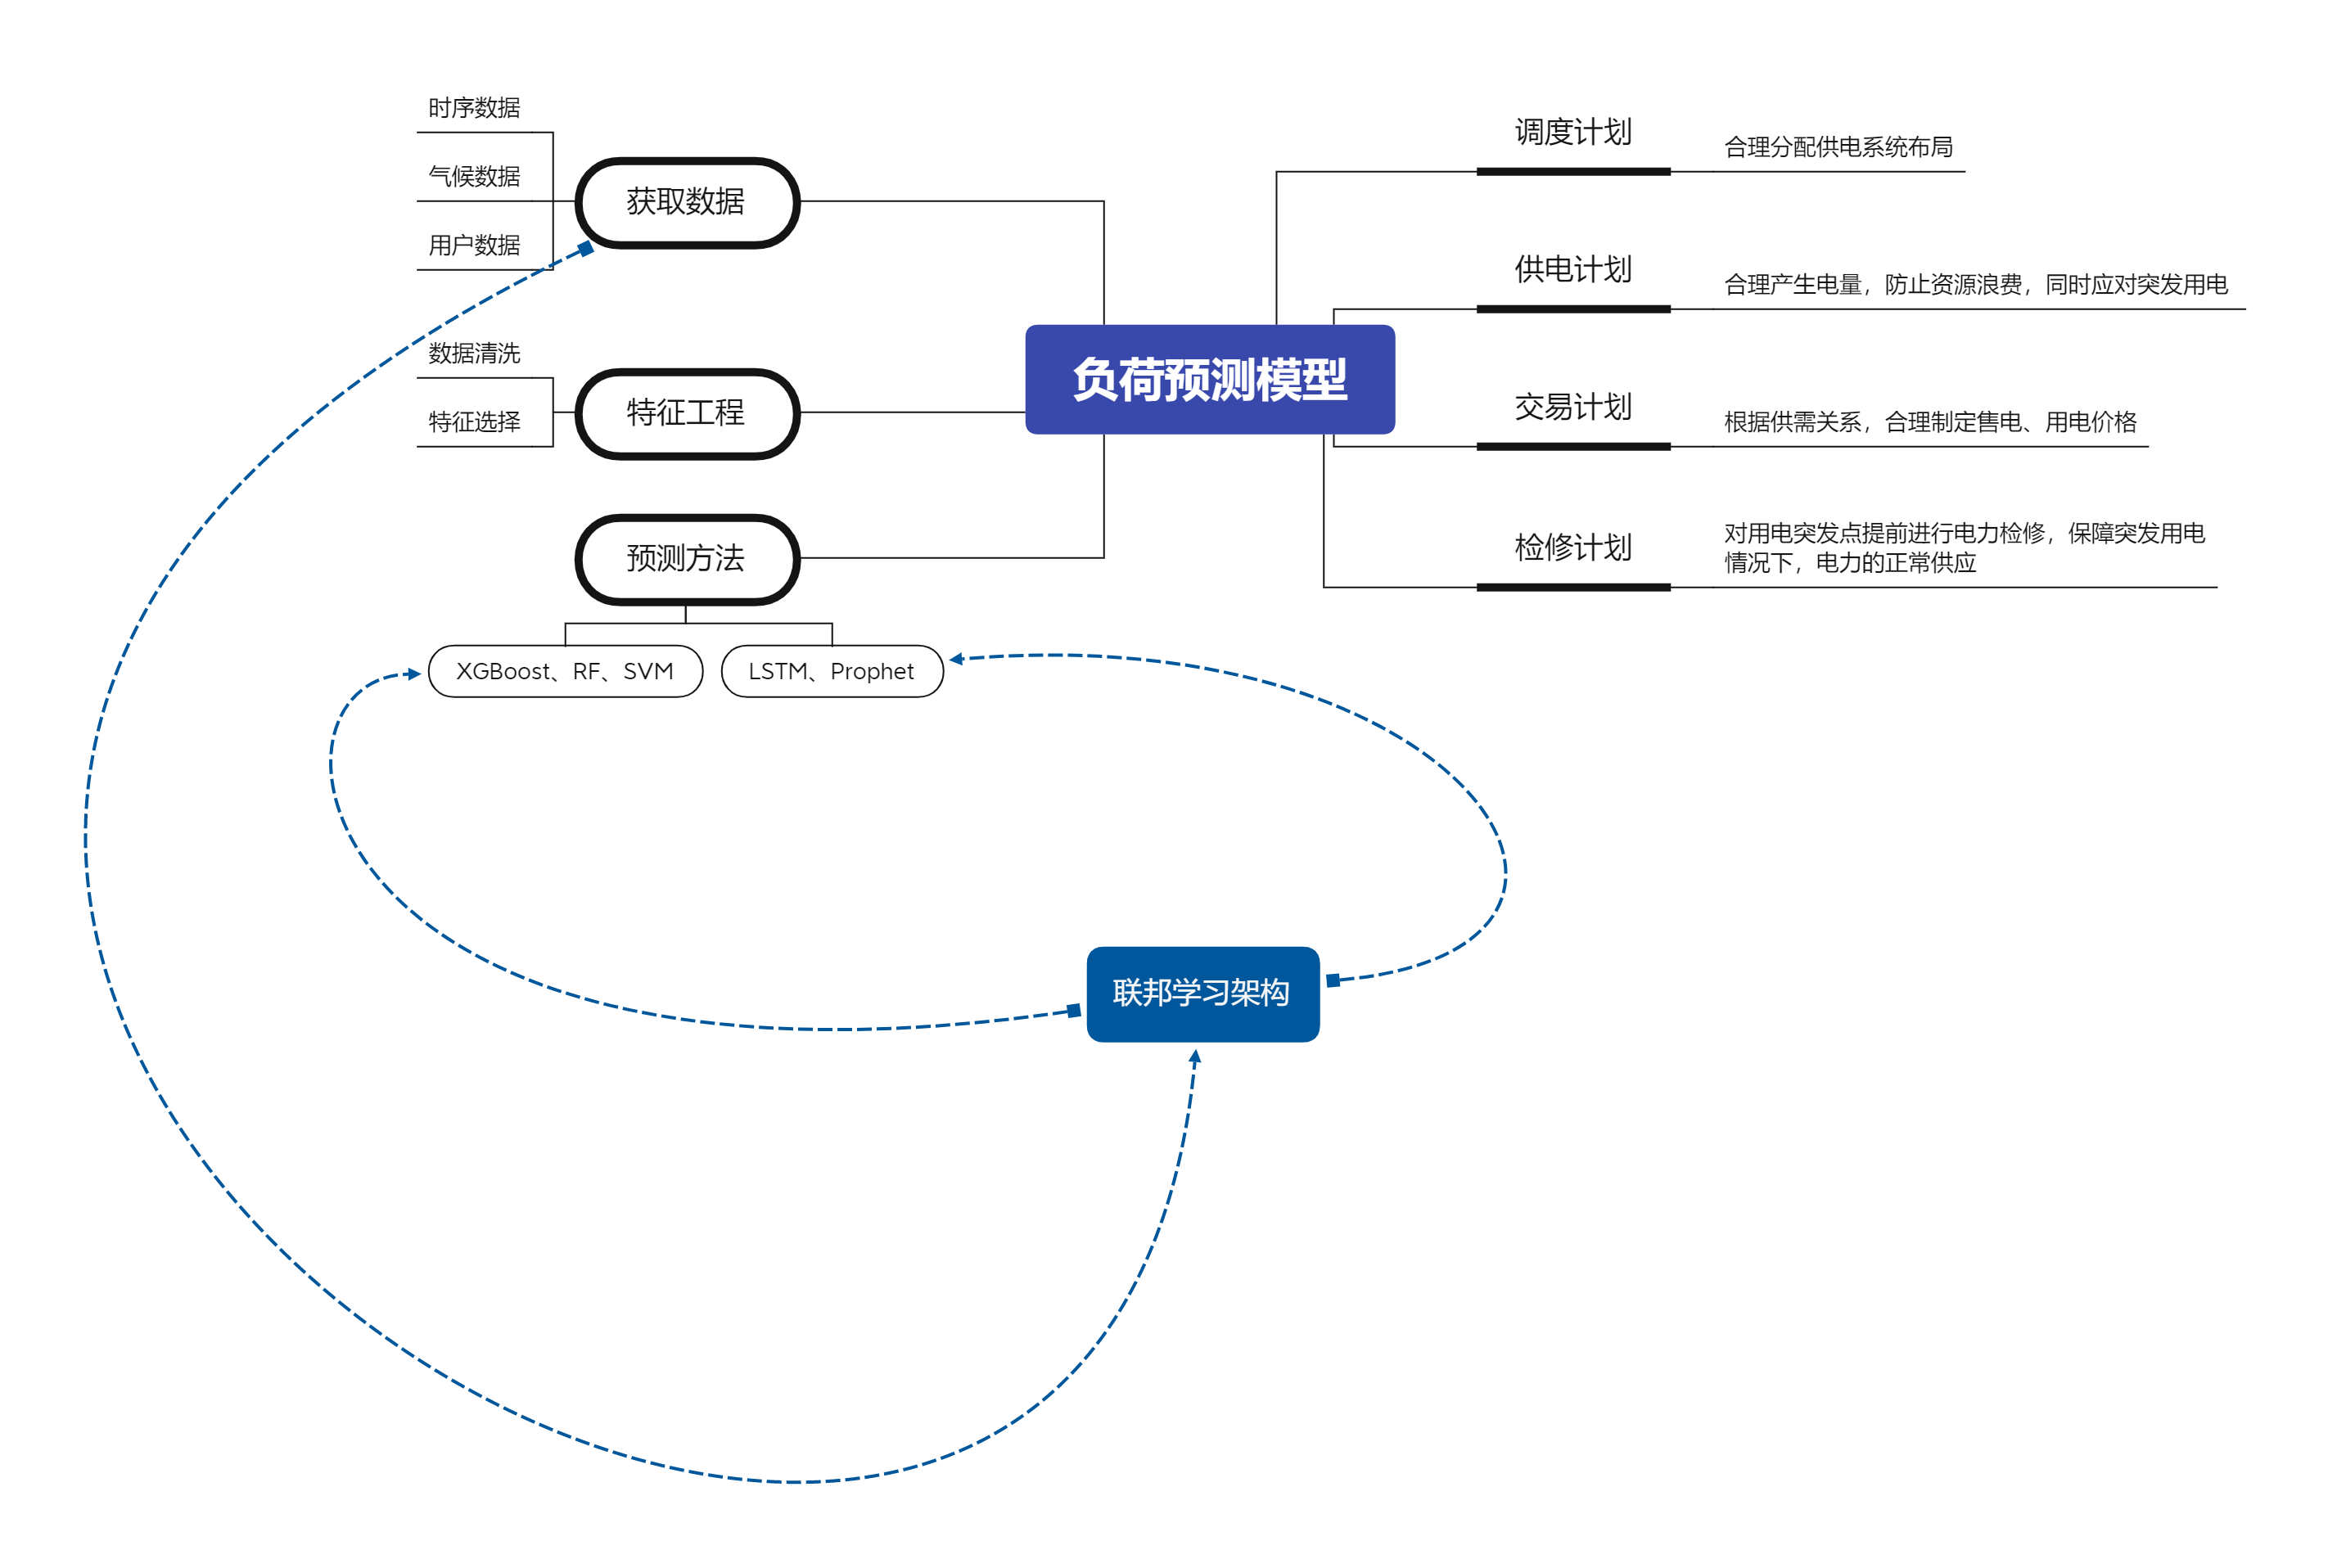 时序数据
气候数据
用户数据
获取数据
数据清洗
特征选择
特征工程
预测方法
XGBoost、RF、SVM
LSTM、Prophet
负荷预测模型
调度计划
合理分配供电系统布局
供电计划
合理产生电量，防止资源浪费，同时应对突发用电
交易计划
根据供需关系，合理制定售电、用电价格
检修计划
对用电突发点提前进行电力检修，保障突发用电
情况下，电力的正常供应
联邦学习架构